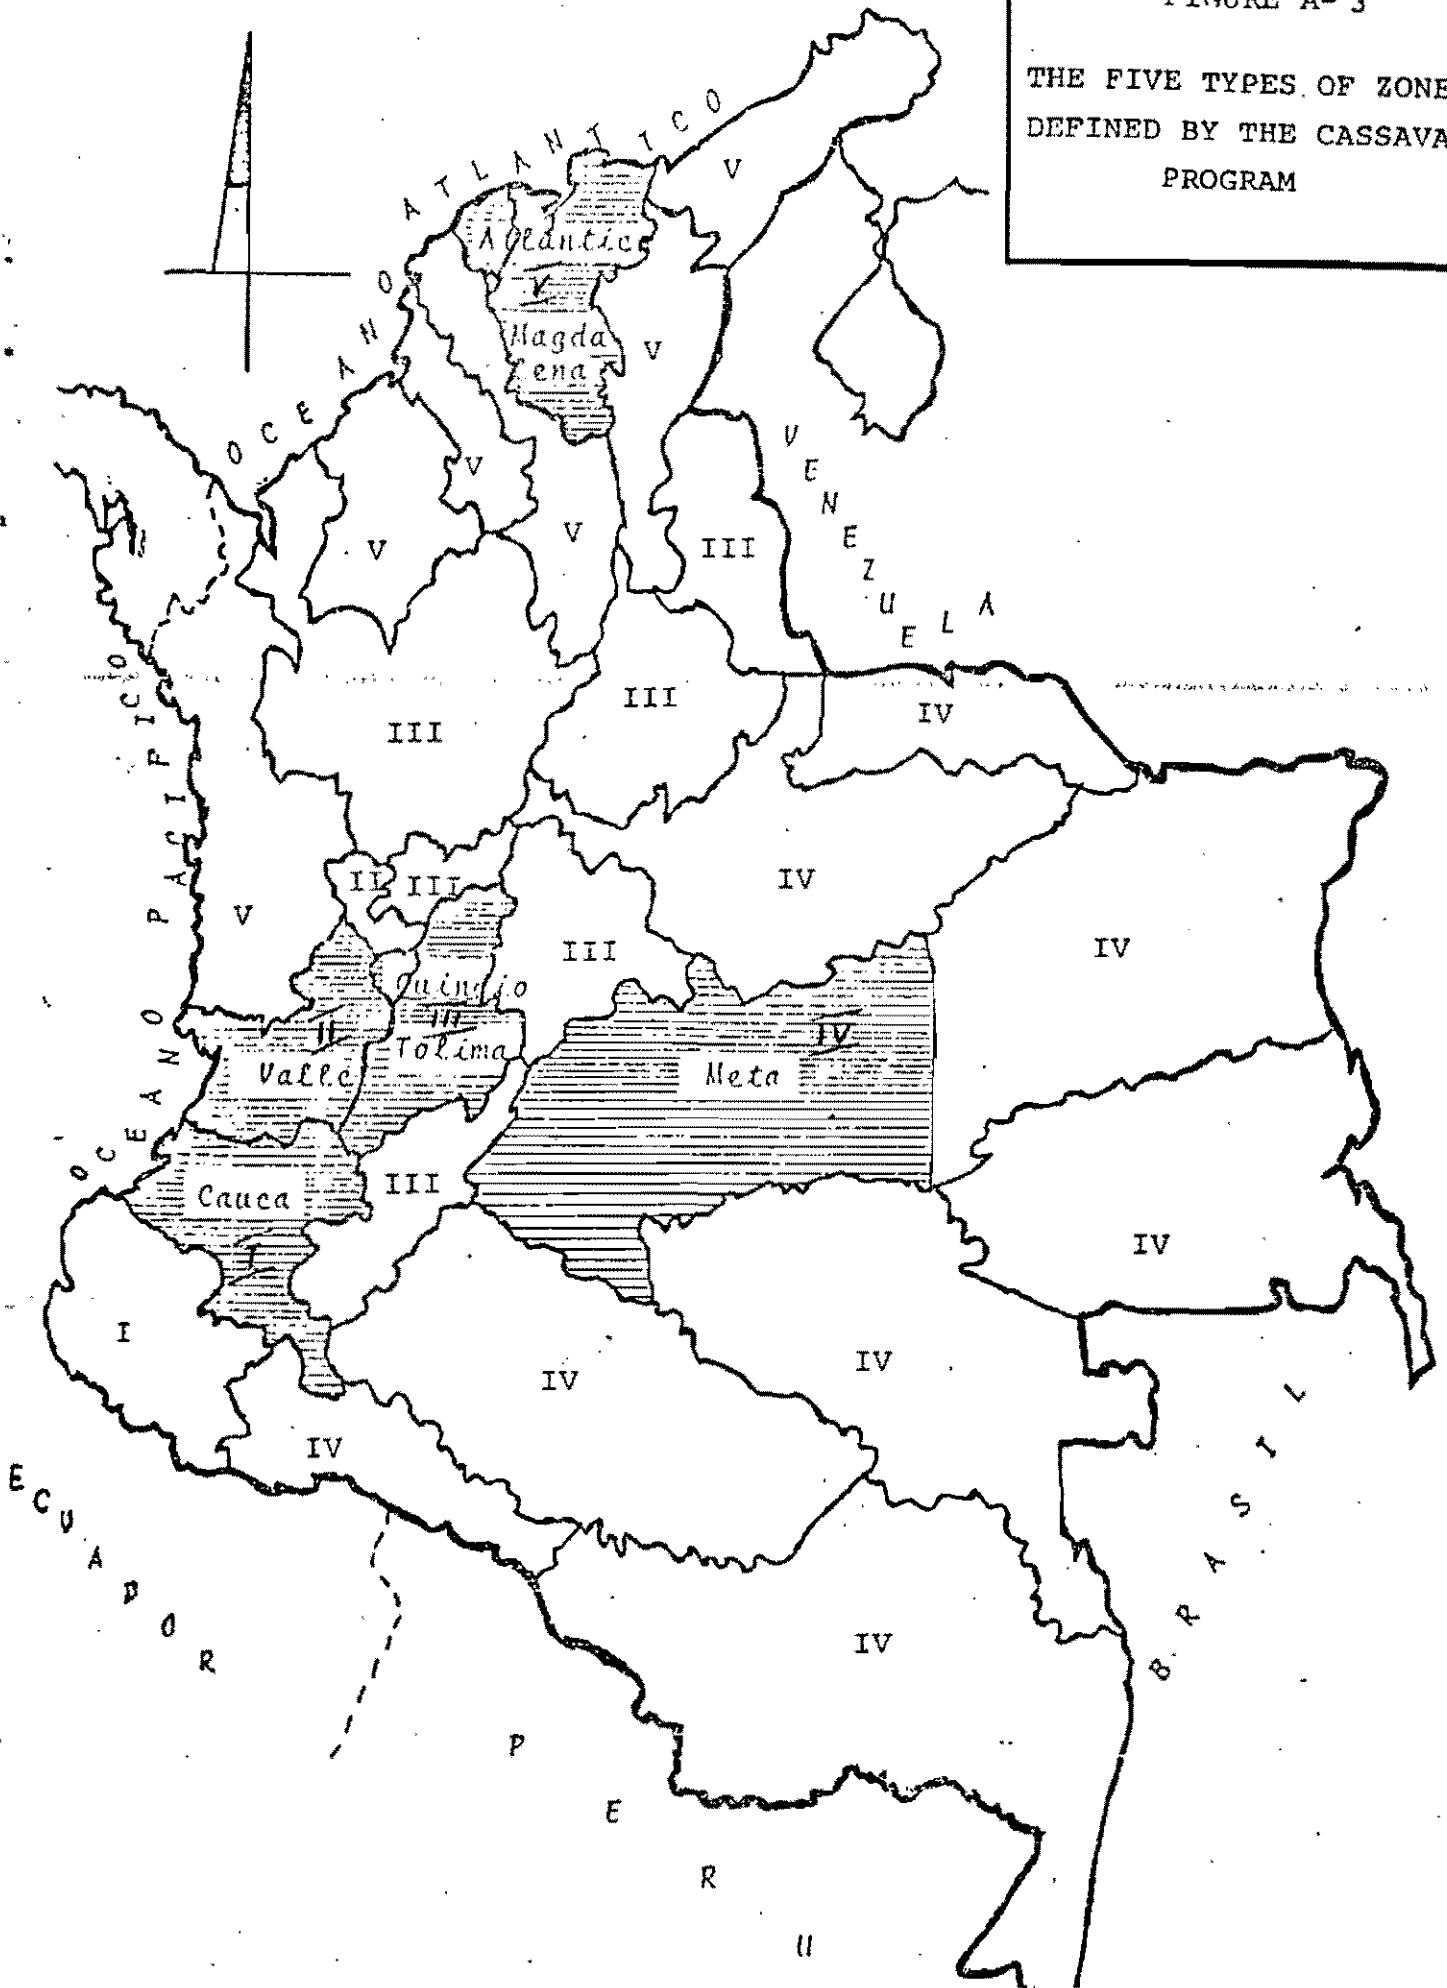 FIGURE A- 3
THE FIVE TYPES OF ZONE
DEFINED BY THE CASSAVA
PROGRAM
OCEANO ATLANTICO
V
Atlantico
V
Magda
lena
V
V
V
V
III
VENEZUELA
III
III
IV
OCEANO PACIFICO
II
III
IV
V
III
IV
Quindio
III
Tolima
II
Valle
IV
Meta
Cauca
III
I
IV
I
IV
IV
IV
BRASIL
ECUADOR
IV
PERU